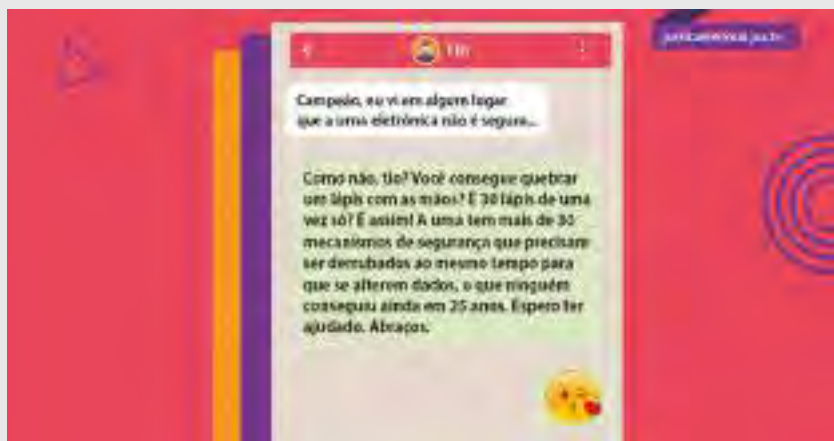 Tio
Campeão, eu vi em algum lugar
que a urna eletrônica não é segura...
Como não, tio? Você consegue quebrar
um lápis com as mãos? E 30 lápis de uma
vez só? É assim! A urna tem mais de 30
mecanismos de segurança que precisam
ser derrubados ao mesmo tempo para
que se alterem dados, o que ninguém
conseguiu ainda em 25 anos. Espero ter
ajudado. Abraços.